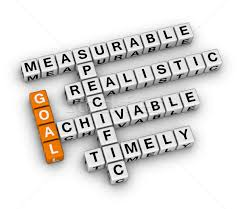 MEASURABLE
SPECIFIC
REALISTIC
GOAL
ACHIVABLE
TIMELY